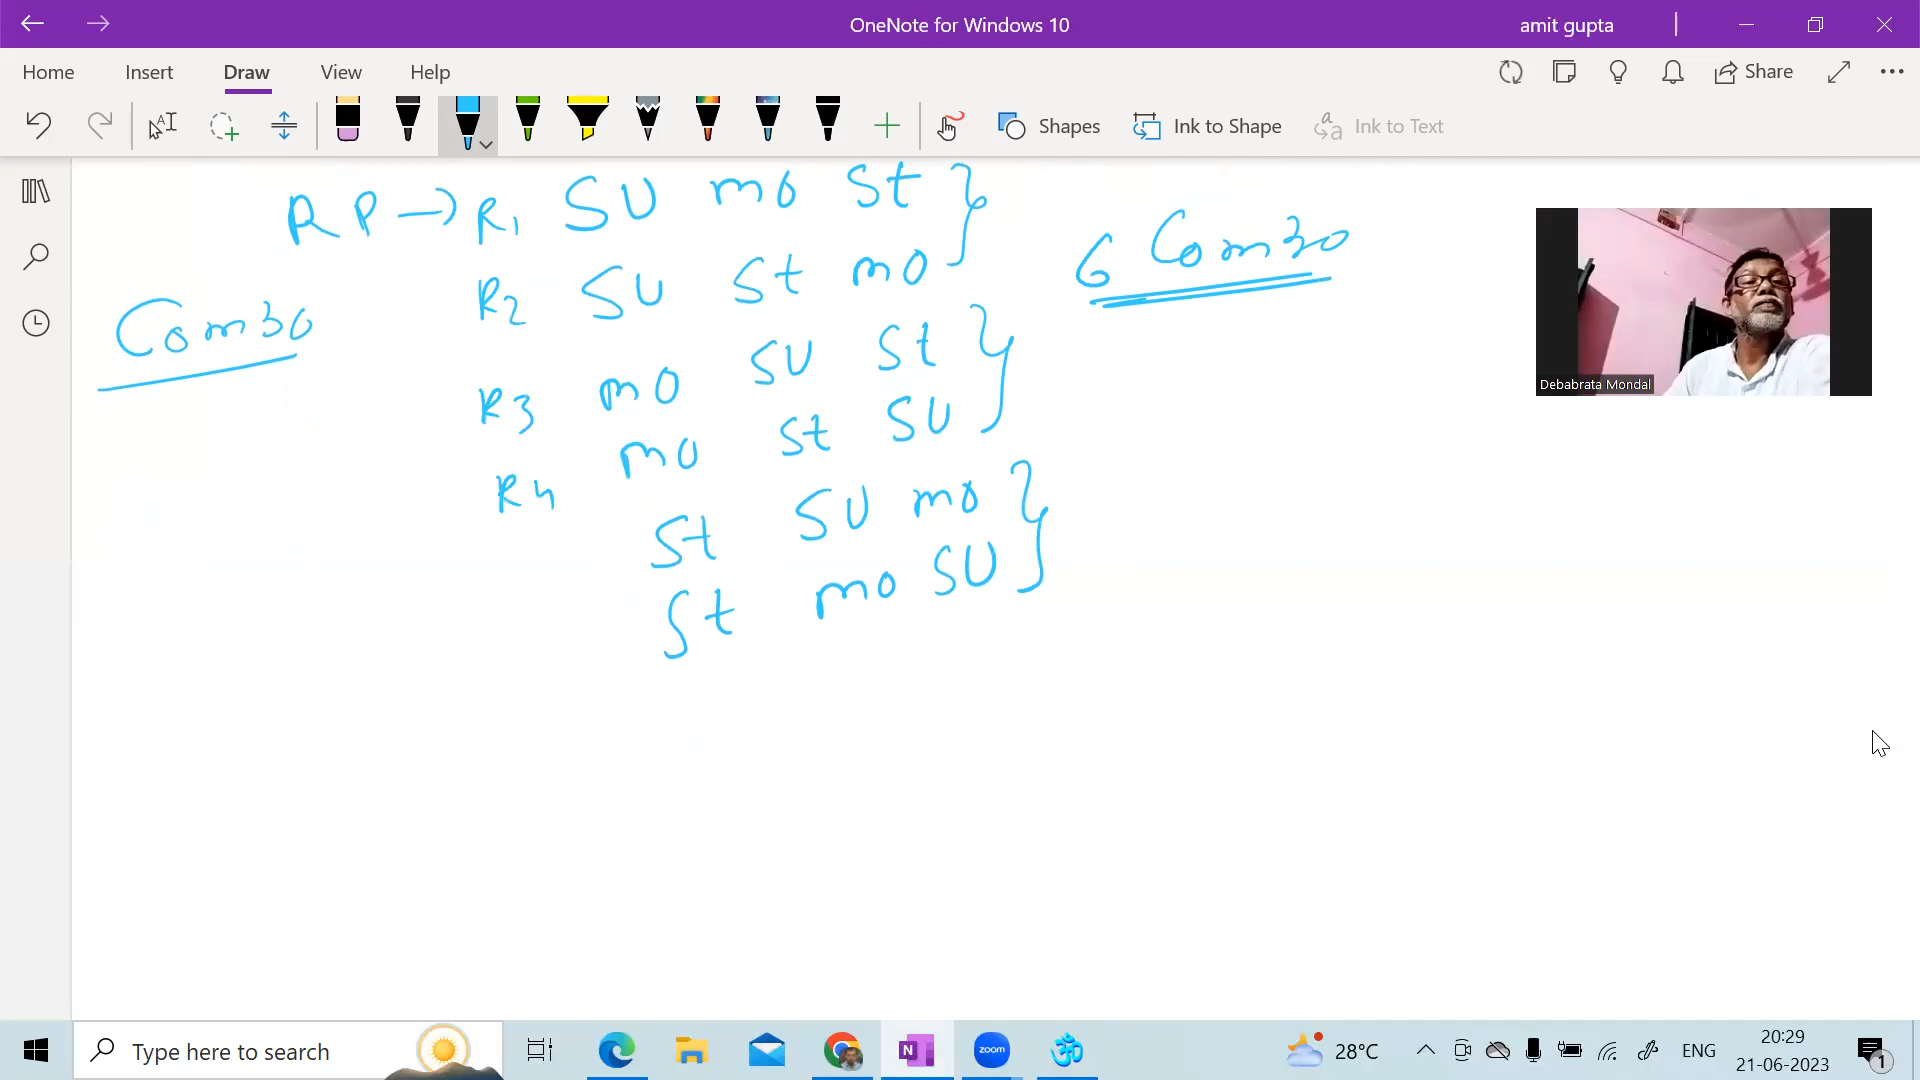 OneNote for Windows 10
amit gupta
Home Insert Draw View Help
Share
Shapes Ink to Shape Ink to Text
RP → R1 SU mo St
6 Combo
R2 SU St mo
Combo
R3 mo SU St
mo St SU
R4
St SU mo
St mo SU
Debabrata Mondal
Type here to search
zoom
N
28°C
ENG
20:29
21-06-2023
1